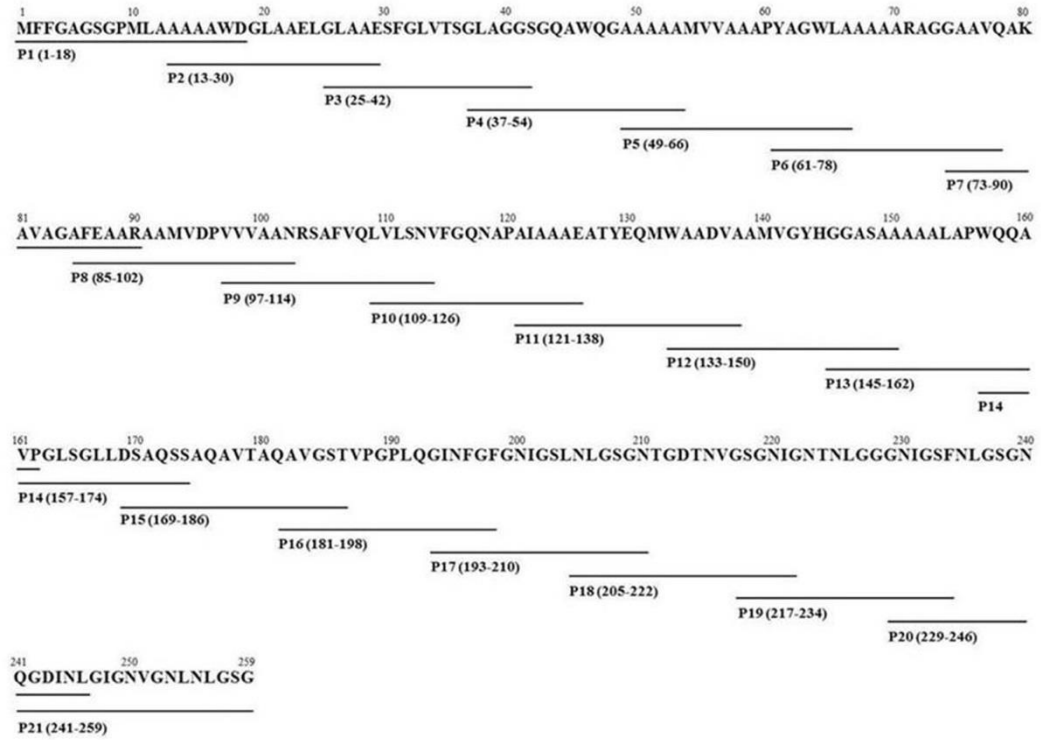 1 10 20 30 40 50 60 70 80
MFFGAGSGPMLAAAAAWDGLAAELGLAAESFGLVTSGLAGGSGQAWQGAAAAAMVVAAAPYAGWLAAAAARAGGAAVQAK
P1 (1-18)
P2 (13-30)
P3 (25-42)
P4 (37-54)
P5 (49-66)
P6 (61-78)
P7 (73-90)
81 90 100 110 120 130 140 150 160
AVAGAFEAARAAMVDPVVVAANRSAFVQLVLSNVFGQNAPAIAAAEATYEQMWAADVAAMVGYHGGASAAAAALAPWQQA
P8 (85-102)
P9 (97-114)
P10 (109-126)
P11 (121-138)
P12 (133-150)
P13 (145-162)
P14
161 170 180 190 200 210 220 230 240
VPGLSGLLDSAQSSAQAVTAQAVGSTVPGPLQGINFGFGNIGSLNLGSGNTGDTNVGSGNIGNTNLGGGNIGSFNLGSGN
P14 (157-174)
P15 (169-186)
P16 (181-198)
P17 (193-210)
P18 (205-222)
P19 (217-234)
P20 (229-246)
241 250 259
QGDINLGIGNVGNLNLGSG
P21 (241-259)